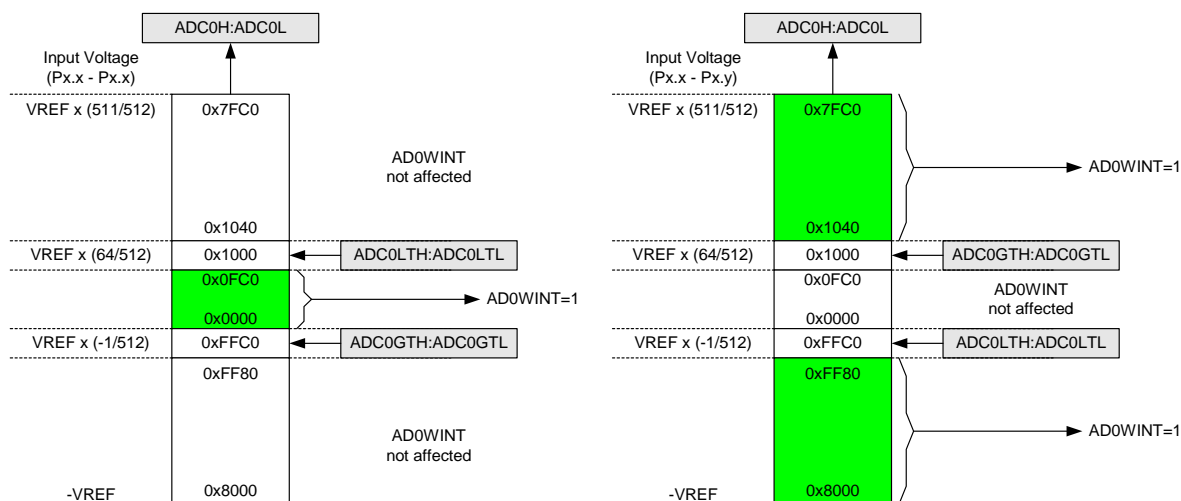 ADC0H:ADC0L
Input Voltage
(Px.x - Px.x)
VREF x (511/512)
0x7FC0
AD0WINT
not affected
0x1040
VREF x (64/512)
0x1000
ADC0LTH:ADC0LTL
0x0FC0
AD0WINT=1
0x0000
VREF x (-1/512)
0xFFC0
ADC0GTH:ADC0GTL
0xFF80
AD0WINT
not affected
-VREF
0x8000
ADC0H:ADC0L
Input Voltage
(Px.x - Px.y)
VREF x (511/512)
0x7FC0
AD0WINT=1
0x1040
VREF x (64/512)
0x1000
ADC0GTH:ADC0GTL
0x0FC0
AD0WINT
not affected
0x0000
VREF x (-1/512)
0xFFC0
ADC0LTH:ADC0LTL
0xFF80
AD0WINT=1
-VREF
0x8000